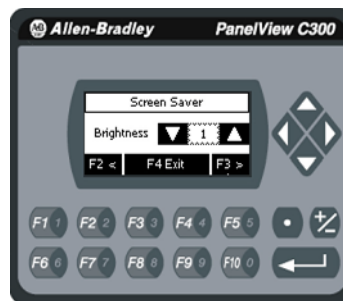 AB Allen-Bradley PanelView C300
Screen Saver
Brightness 1
F2 < F4 Exit F3 >
F1 1 F2 2 F3 3 F4 4 F5 5 • +/-
F6 6 F7 7 F8 8 F9 9 F10 0